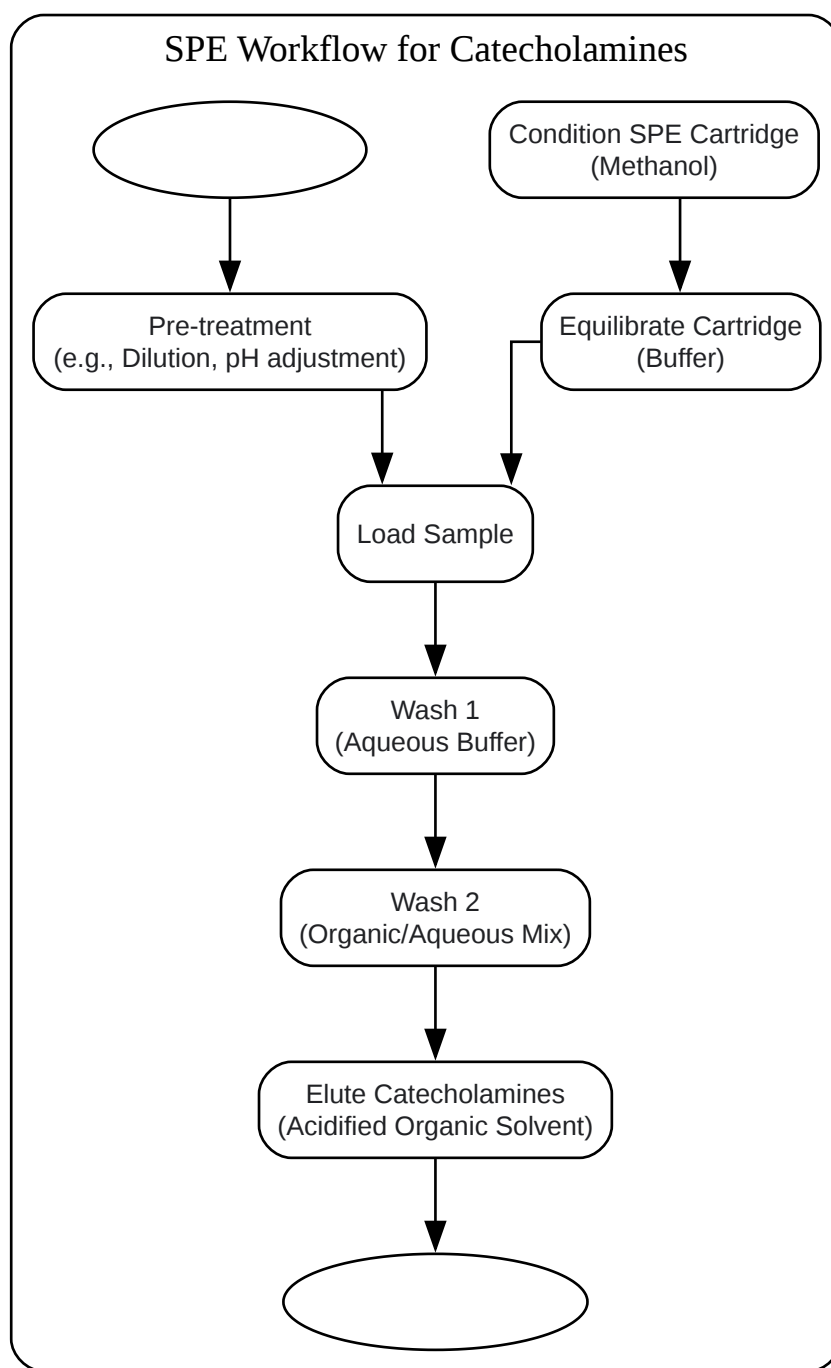 SPE Workflow for Catecholamines
Condition SPE Cartridge
(Methanol)
Pre-treatment
(e.g., Dilution, pH adjustment)
Equilibrate Cartridge
(Buffer)
Load Sample
Wash 1
(Aqueous Buffer)
Wash 2
(Organic/Aqueous Mix)
Elute Catecholamines
(Acidified Organic Solvent)